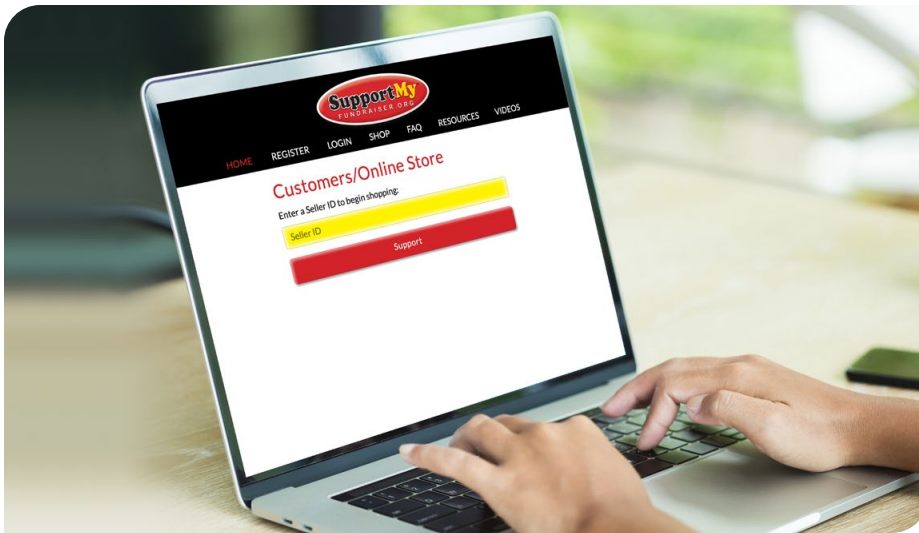 SupportMy
FUNDRAISER.ORG
HOME REGISTER LOGIN SHOP FAQ RESOURCES VIDEOS
Customers/Online Store
Enter a Seller ID to begin shopping:
Seller ID
Support